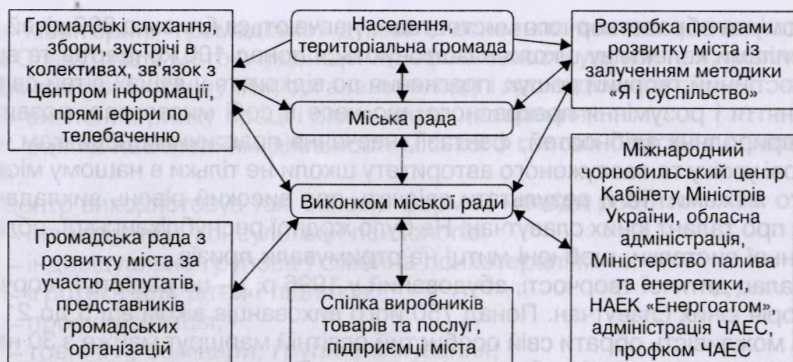 Громадські слухання,
збори, зустрічі в
колективах, зв'язок з
Центром інформації,
прямі ефіри по
телебаченню
Населення,
територіальна громада
Розробка програми
розвитку міста із
залученням методики
«Я і суспільство»
Міська рада
Виконком міської ради
Міжнародний
чорнобильський центр
Кабінету Міністрів
України, обласна
адміністрація,
Міністерство палива
та енергетики,
НАЕК «Енергоатом»,
адміністрація ЧАЕС,
профком ЧАЕС
Громадська рада з
розвитку міста за
участю депутатів,
громадських
організацій
Спілка виробників
товарів та послуг,
підприємці міста